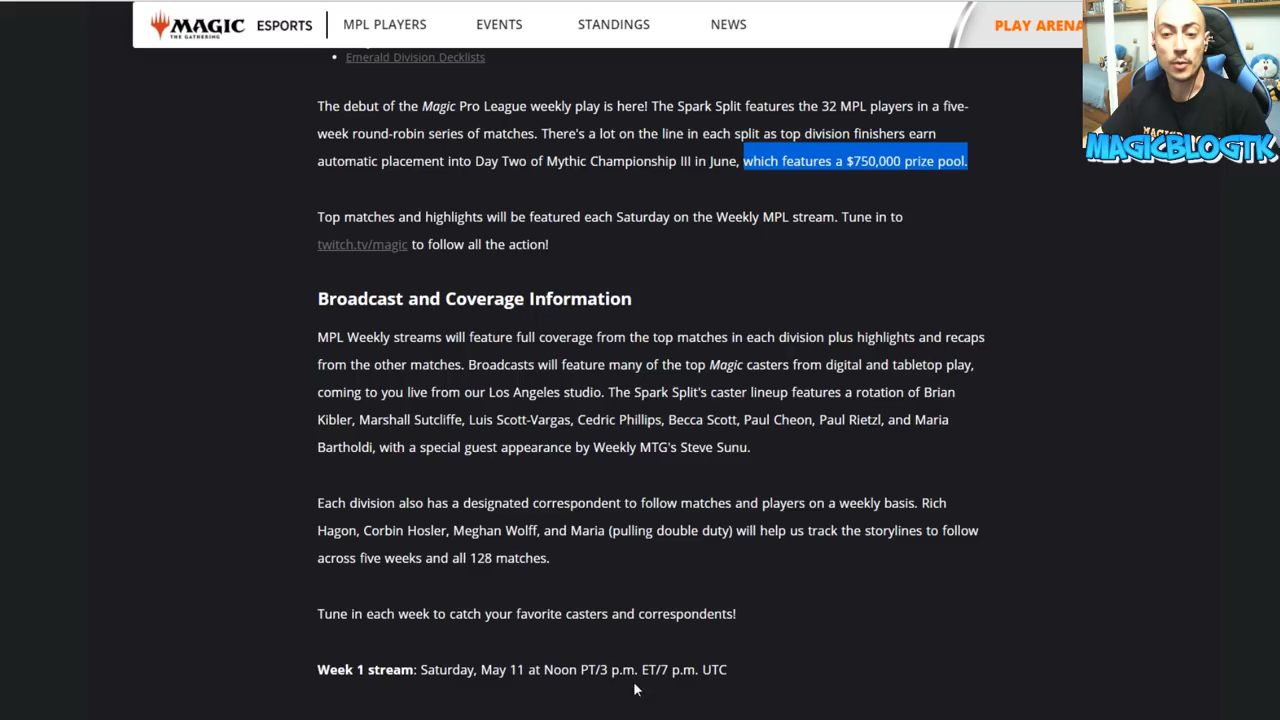 MAGIC THE GATHERING ESPORTS MPL PLAYERS EVENTS STANDINGS NEWS PLAY ARENA
Emerald Division Decklists
The debut of the Magic Pro League weekly play is here! The Spark Split features the 32 MPL players in a five-
week round-robin series of matches. There's a lot on the line in each split as top division finishers earn
automatic placement into Day Two of Mythic Championship III in June, which features a $750,000 prize pool.
Top matches and highlights will be featured each Saturday on the Weekly MPL stream. Tune in to
twitch.tv/magic to follow all the action!
Broadcast and Coverage Information
MPL Weekly streams will feature full coverage from the top matches in each division plus highlights and recaps
from the other matches. Broadcasts will feature many of the top Magic casters from digital and tabletop play,
coming to you live from our Los Angeles studio. The Spark Split's caster lineup features a rotation of Brian
Kibler, Marshall Sutcliffe, Luis Scott-Vargas, Cedric Phillips, Becca Scott, Paul Cheon, Paul Rietzl, and Maria
Bartholdi, with a special guest appearance by Weekly MTG's Steve Sunu.
Each division also has a designated correspondent to follow matches and players on a weekly basis. Rich
Hagon, Corbin Hosler, Meghan Wolff, and Maria (pulling double duty) will help us track the storylines to follow
across five weeks and all 128 matches.
Tune in each week to catch your favorite casters and correspondents!
Week 1 stream: Saturday, May 11 at Noon PT/3 p.m. ET/7 p.m. UTC
MAGICBLOGTK